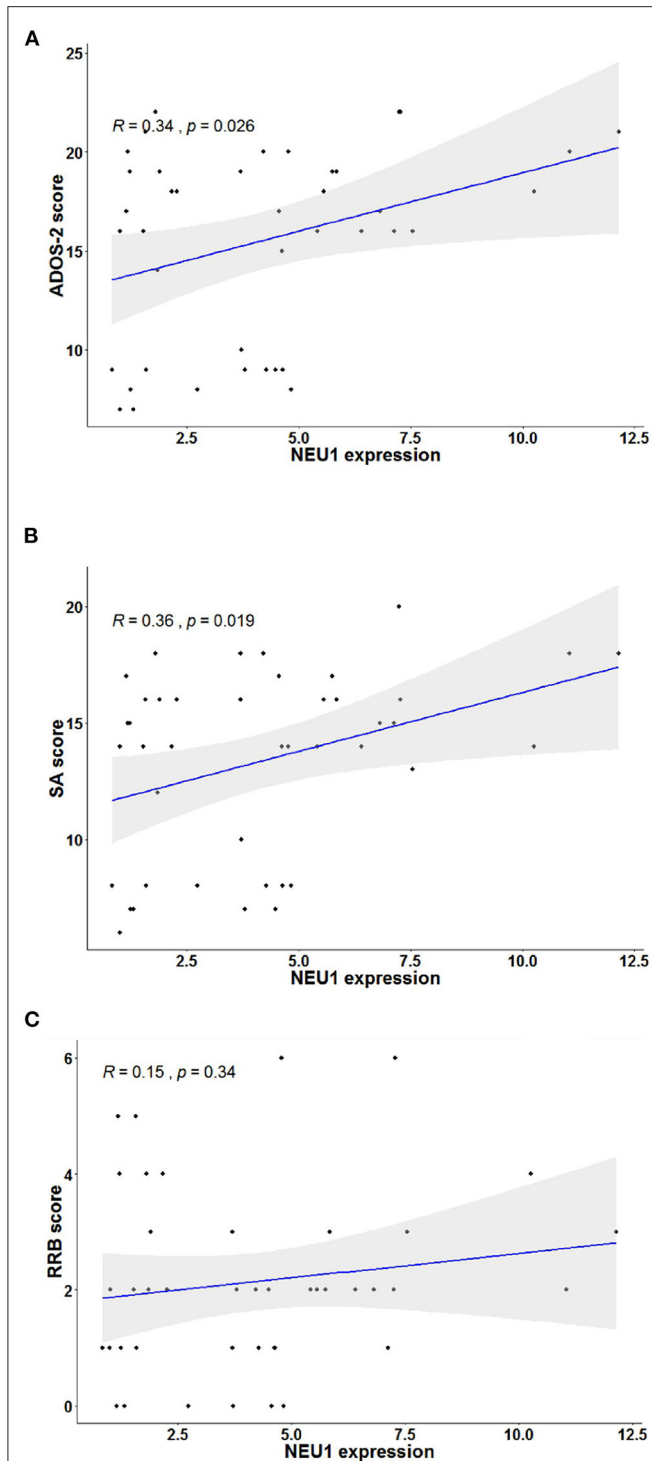 A
25
R = 0.34 , p = 0.026
20
15
10
ADOS-2 score
2.5 5.0 7.5 10.0 12.5
NEU1 expression
B
20
R = 0.36 , p = 0.019
15
10
SA score
2.5 5.0 7.5 10.0 12.5
NEU1 expression
C
6
R = 0.15 , p = 0.34
4
2
0
RRB score
2.5 5.0 7.5 10.0 12.5
NEU1 expression